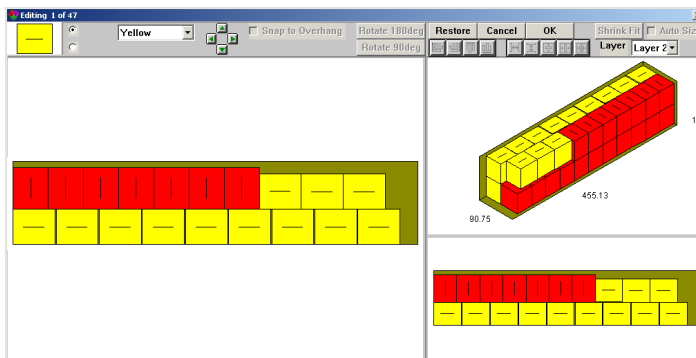 Editing 1 of 47
Yellow
Snap to Overhang
Rotate 180deg
Rotate 90deg
Restore
Cancel
OK
Shrink Fit
Auto Siz
Layer
Layer 2
1
455.13
90.75